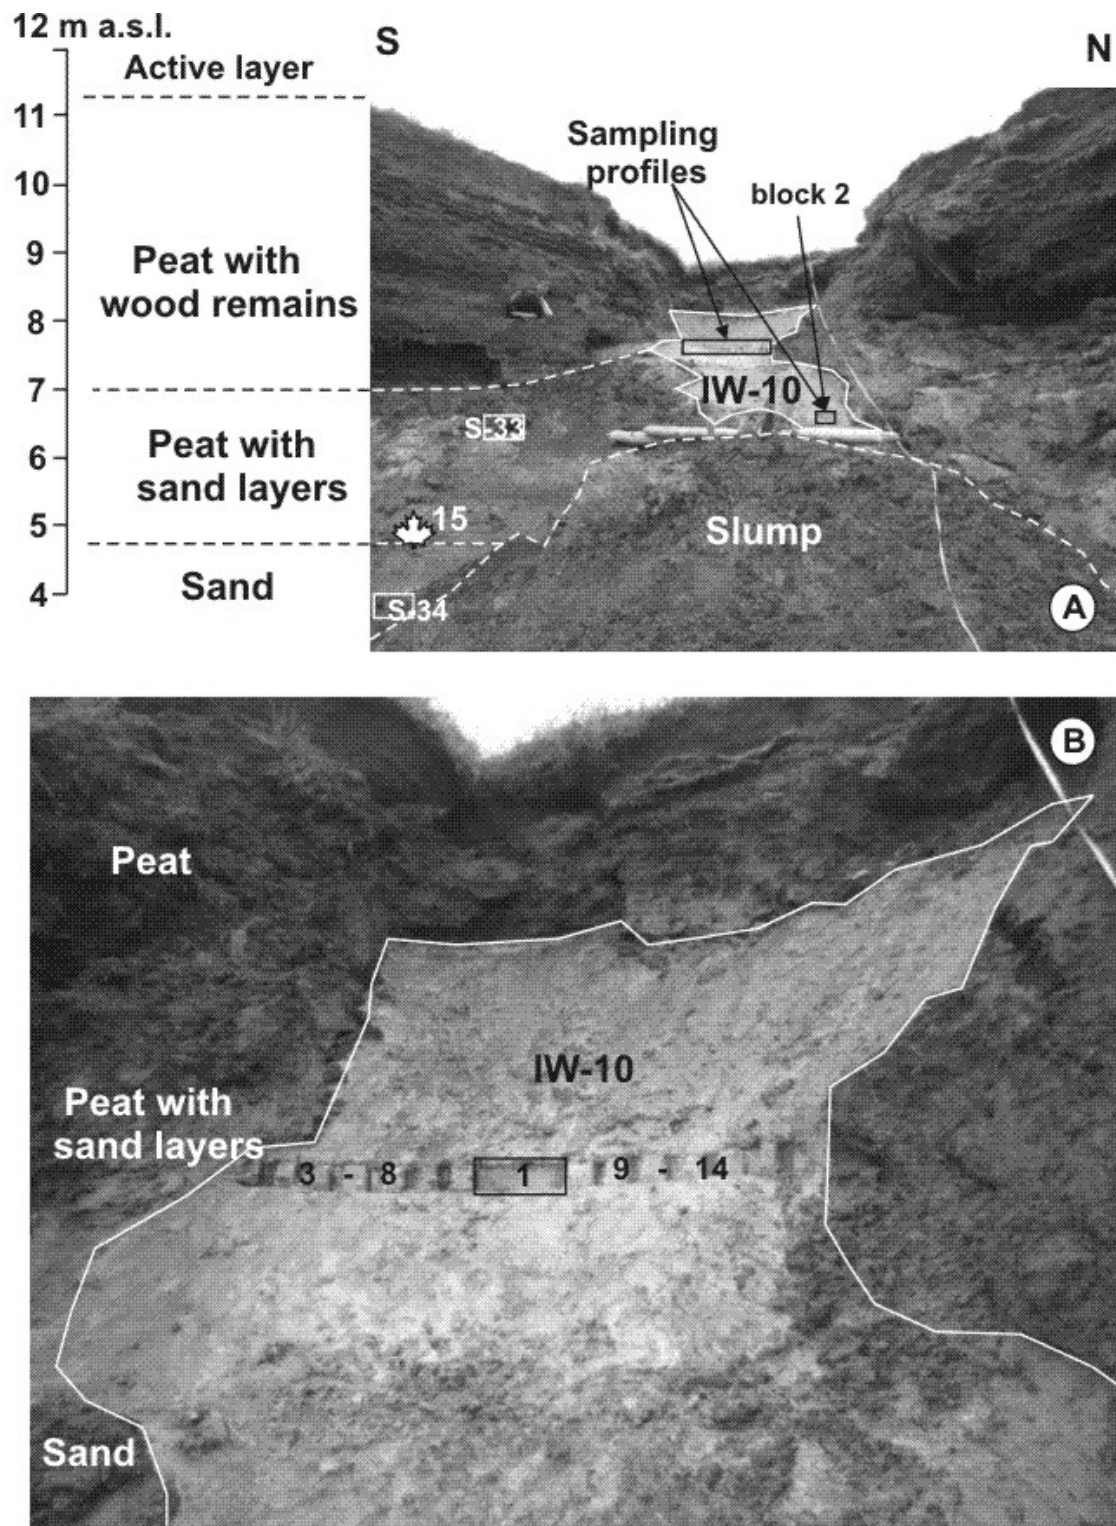 12 m a.s.l.
S
N
Active layer
11
Sampling
profiles
10
block 2
9
Peat with
wood remains
8
7
IW-10
S-33
6
Peat with
sand layers
5
15
Slump
Sand
4
S-34
A
B
Peat
IW-10
Peat with
sand layers
3 - 8
1
9 - 14
Sand